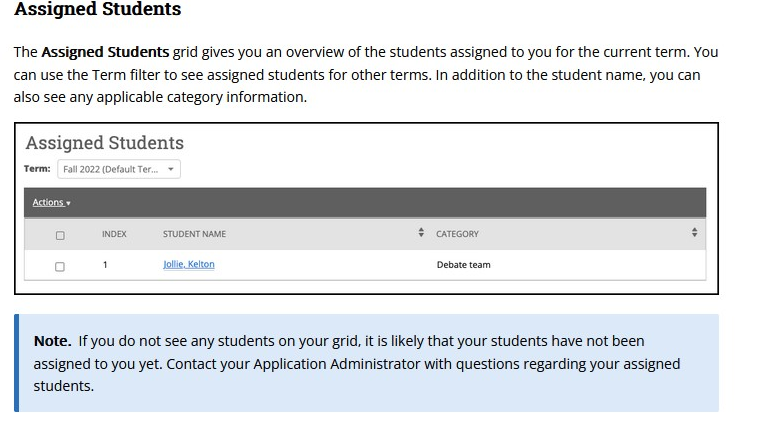 Assigned Students
The Assigned Students grid gives you an overview of the students assigned to you for the current term. You
can use the Term filter to see assigned students for other terms. In addition to the student name, you can
also see any applicable category information.
Assigned Students
Term: Fall 2022 (Default Ter...
Actions
INDEX STUDENT NAME CATEGORY
1 Jollie, Kelton Debate team
Note. If you do not see any students on your grid, it is likely that your students have not been
assigned to you yet. Contact your Application Administrator with questions regarding your assigned
students.